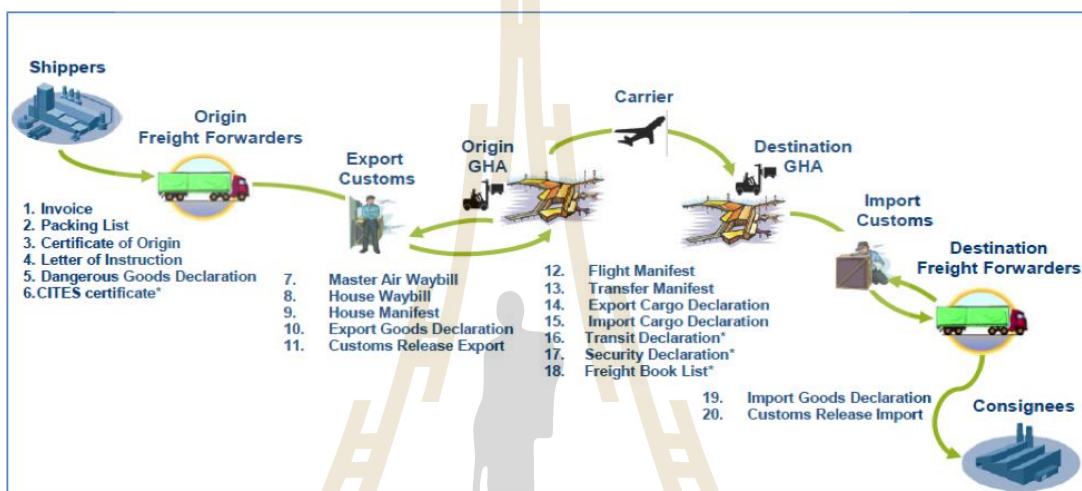 Shippers
Origin
Freight Forwarders
Export
Customs
Origin
GHA
Carrier
Destination
GHA
Import
Customs
Destination
Freight Forwarders
1. Invoice
2. Packing List
3. Certificate of Origin
4. Letter of Instruction
5. Dangerous Goods Declaration
6.CITES certificate*
7. Master Air Waybill
8. House Waybill
9. House Manifest
10. Export Goods Declaration
11. Customs Release Export
12. Flight Manifest
13. Transfer Manifest
14. Export Cargo Declaration
15. Import Cargo Declaration
16. Transit Declaration*
17. Security Declaration*
18. Freight Book List*
19. Import Goods Declaration
20. Customs Release Import
Consignees